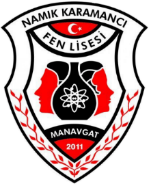 NAMIK KARAMANCI
FEN LİSESİ
MANAVGAT
2011